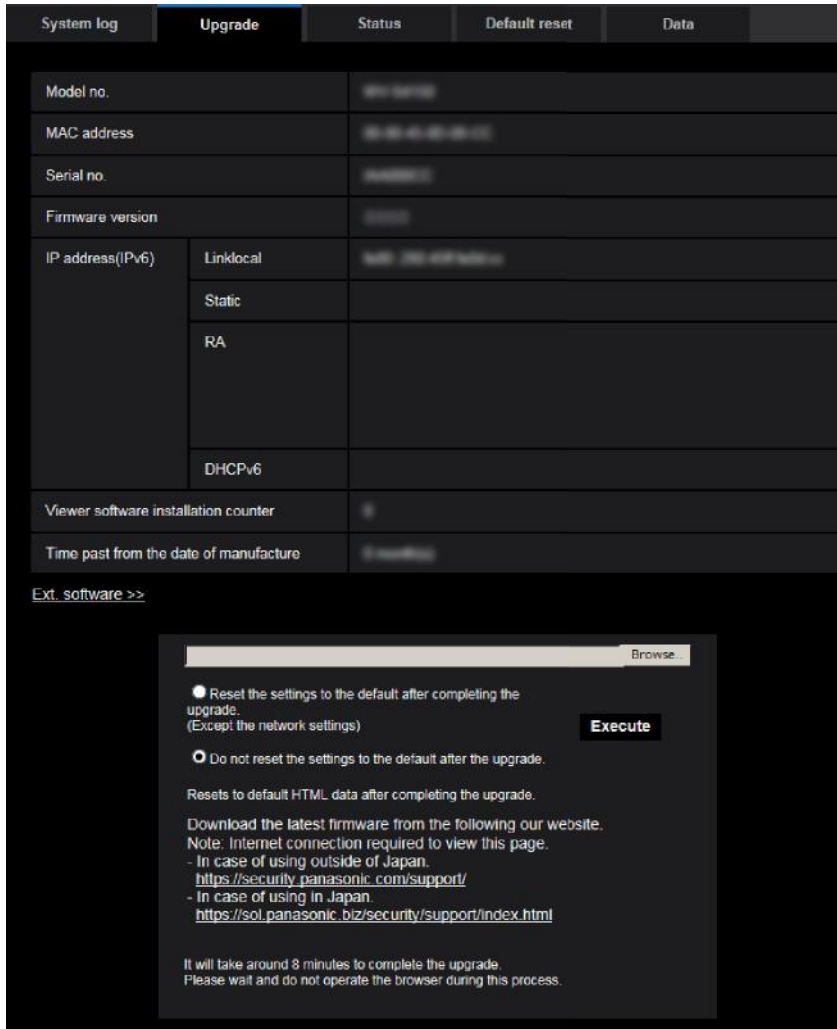 System log Upgrade Status Default reset Data
Model no.
MAC address
Serial no.
Firmware version
IP address(IPv6) Linklocal
Static
RA
DHCPv6
Viewer software installation counter
Time past from the date of manufacture
Ext. software >>
Browse...
Reset the settings to the default after completing the
upgrade.
(Except the network settings)
Execute
Do not reset the settings to the default after the upgrade.
Resets to default HTML data after completing the upgrade.
Download the latest firmware from the following our website.
Note: Internet connection required to view this page.
- In case of using outside of Japan.
https://security.panasonic.com/support/
- In case of using in Japan.
https://sol.panasonic.biz/security/support/index.html
It will take around 8 minutes to complete the upgrade.
Please wait and do not operate the browser during this process.